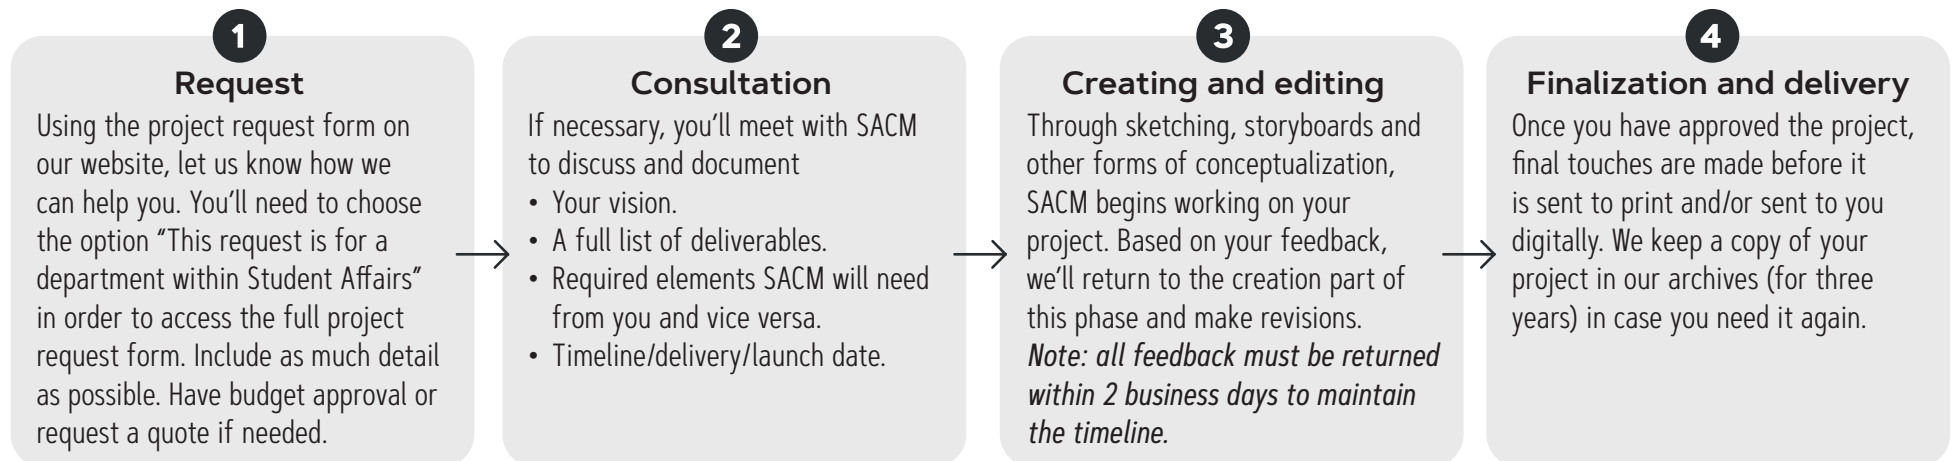 1
Request
Using the project request form on
our website, let us know how we
can help you. You'll need to choose
the option "This request is for a
department within Student Affairs"
in order to access the full project
request form. Include as much detail
as possible. Have budget approval or
request a quote if needed.
2
Consultation
If necessary, you'll meet with SACM
to discuss and document
• Your vision.
• A full list of deliverables.
• Required elements SACM will need
from you and vice versa.
• Timeline/delivery/launch date.
3
Creating and editing
Through sketching, storyboards and
other forms of conceptualization,
SACM begins working on your
project. Based on your feedback,
we'll return to the creation part of
this phase and make revisions.
Note: all feedback must be returned
within 2 business days to maintain
the timeline.
4
Finalization and delivery
Once you have approved the project,
final touches are made before it
is sent to print and/or sent to you
digitally. We keep a copy of your
project in our archives (for three
years) in case you need it again.